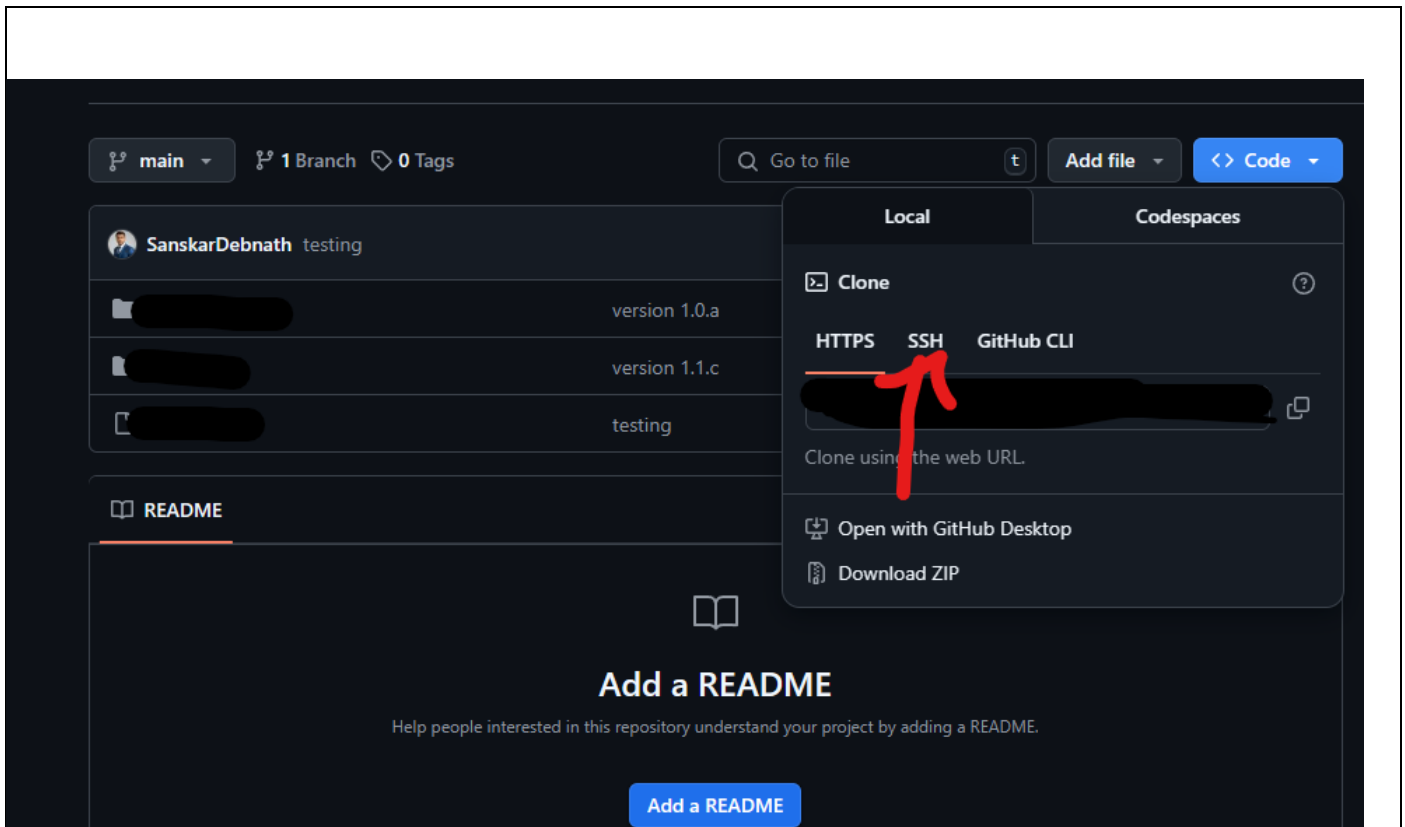 main 1 Branch 0 Tags Go to file t Add file <> Code
Local Codespaces
SanskarDebnath testing
Clone
version 1.0.a
HTTPS SSH GitHub CLI
version 1.1.c
testing
Clone using the web URL.
README
Open with GitHub Desktop
Download ZIP
Add a README
Help people interested in this repository understand your project by adding a README.
Add a README